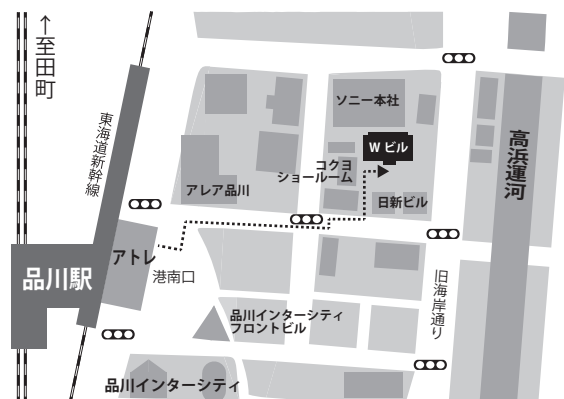 ↑至田町
東海道新幹線
ソニー本社
Wビル
コクヨ
ショールーム
アレア品川
日新ビル
高浜運河
アトレ
品川駅
港南口
旧海岸通り
品川インターシティ
フロントビル
品川インターシティ